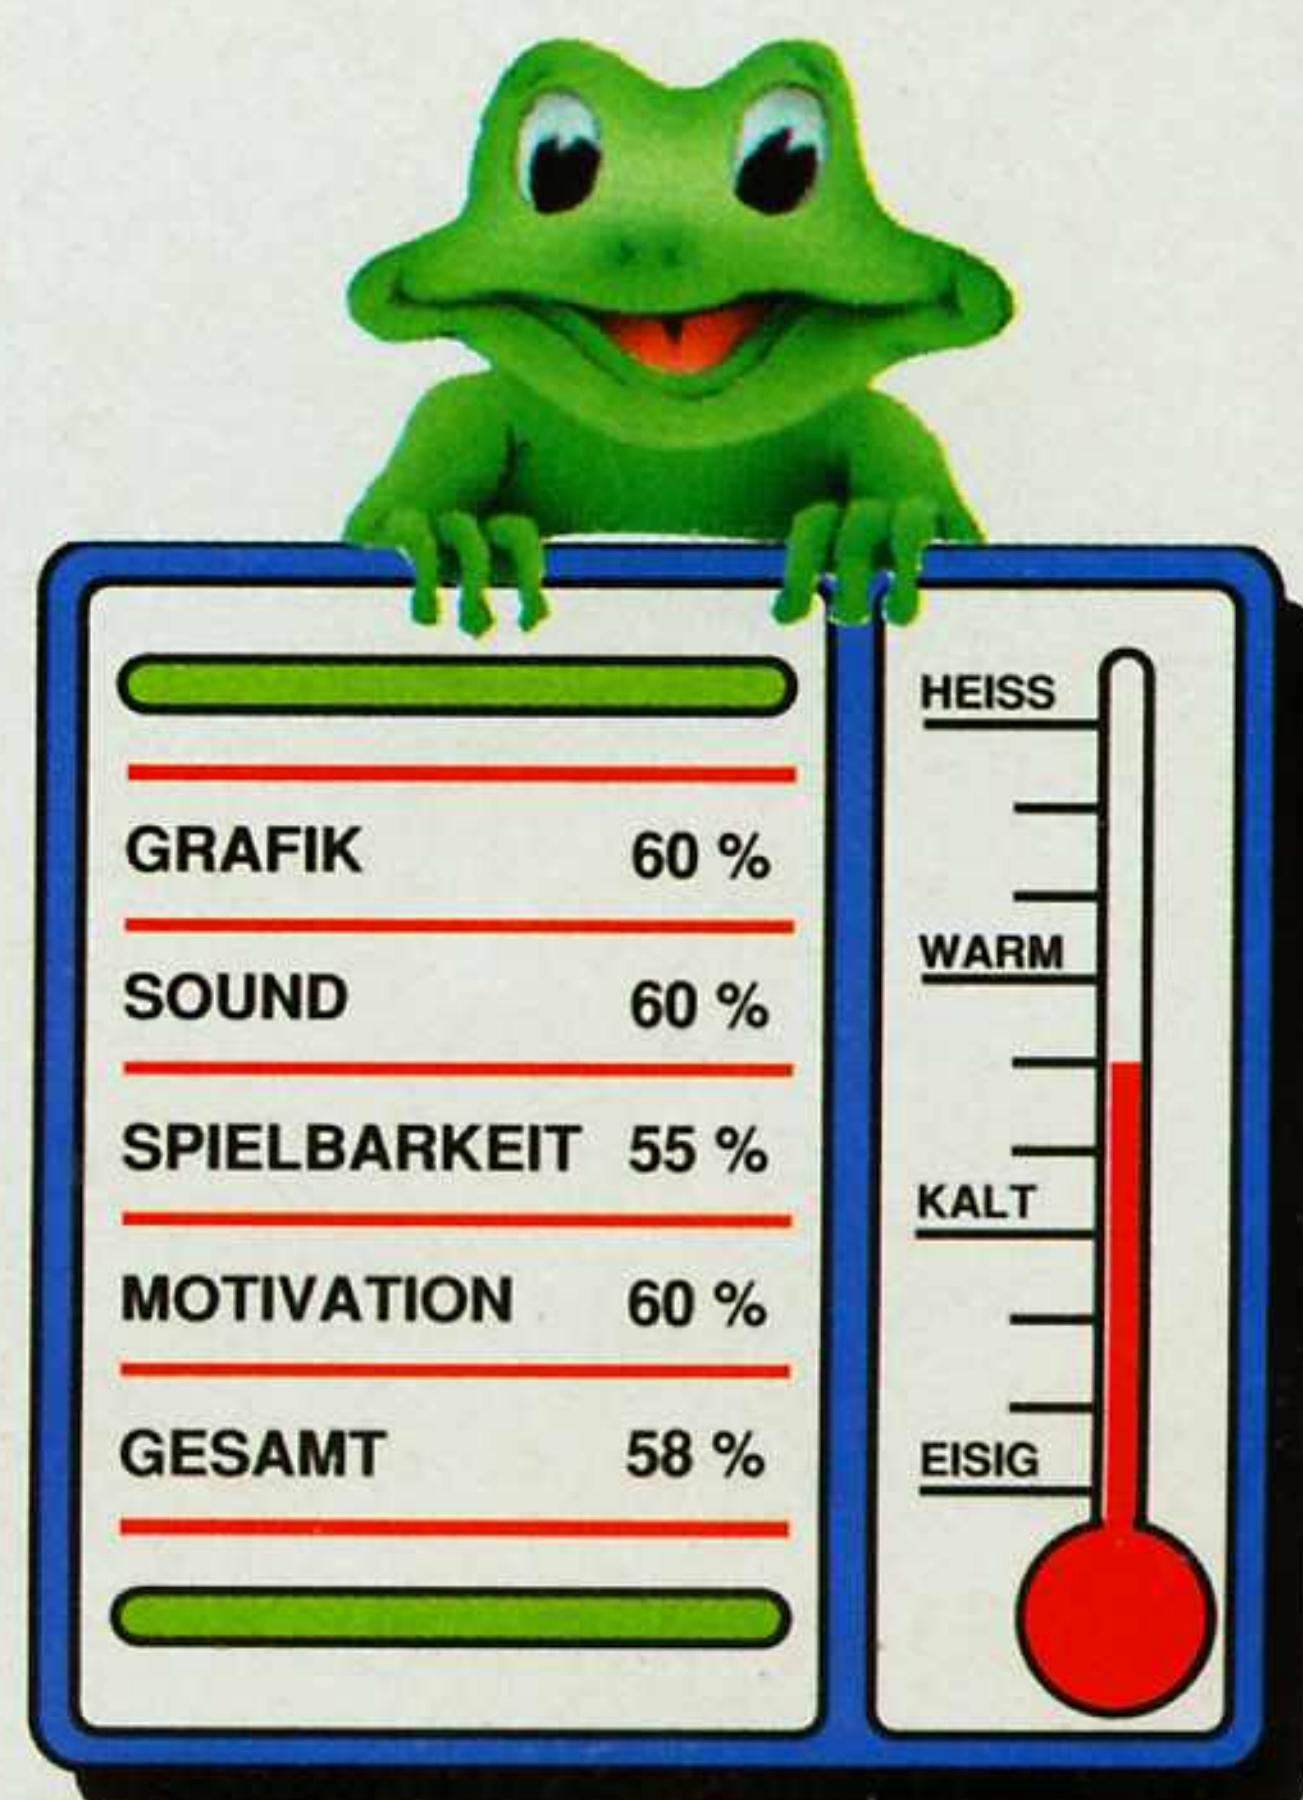 GRAFIK 60 %
SOUND 60 %
SPIELBARKEIT 55 %
MOTIVATION 60 %
GESAMT 58 %
HEISS
WARM
KALT
EISIG